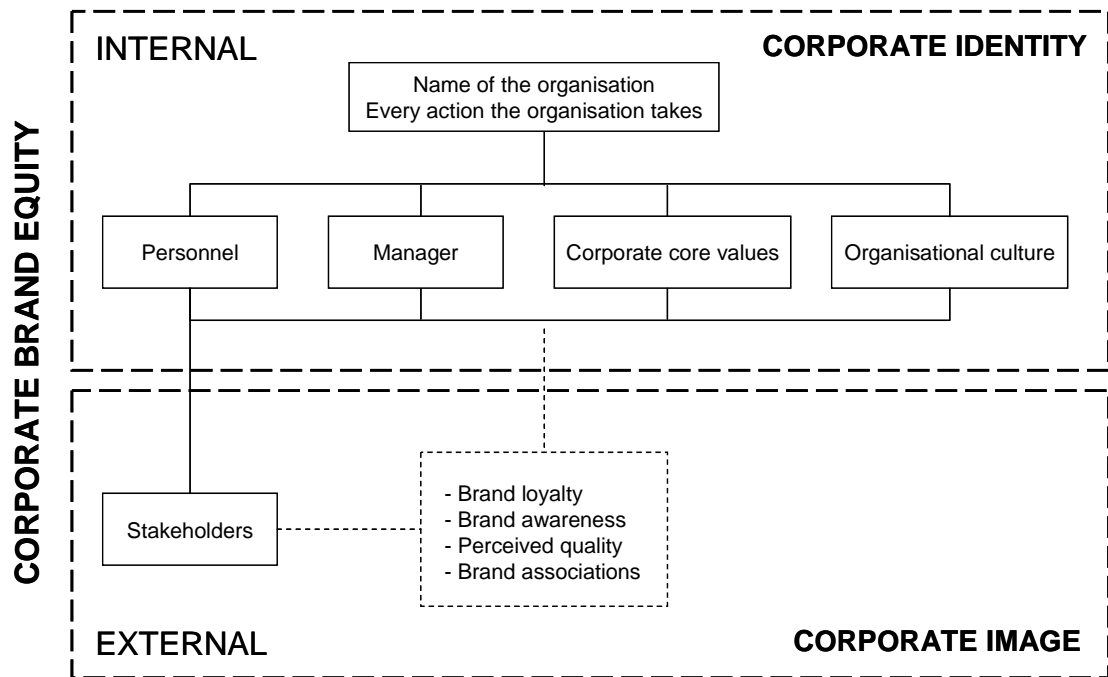 CORPORATE BRAND EQUITY
INTERNAL
CORPORATE IDENTITY
Name of the organisation
Every action the organisation takes
Personnel
Manager
Corporate core values
Organisational culture
Stakeholders
- Brand loyalty
- Brand awareness
- Perceived quality
- Brand associations
EXTERNAL
CORPORATE IMAGE